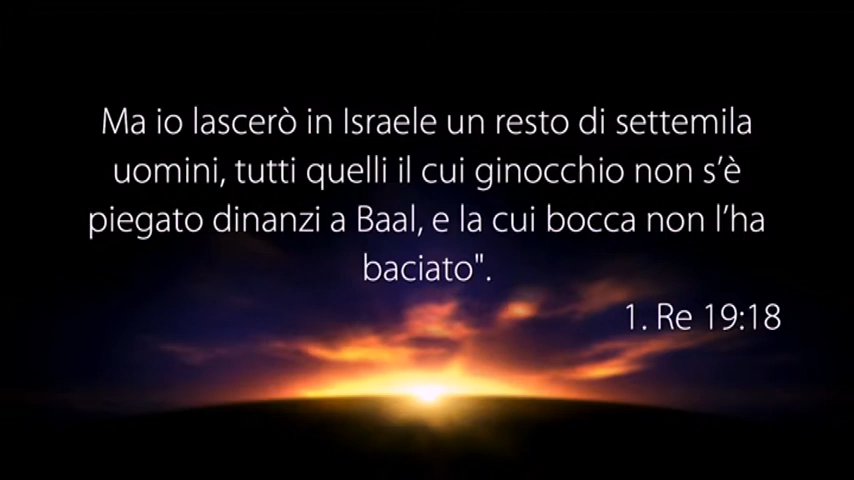 Ma io lascerò in Israele un resto di settemila
uomini, tutti quelli il cui ginocchio non s’è
piegato dinanzi a Baal, e la cui bocca non l’ha
baciato".
1. Re 19:18